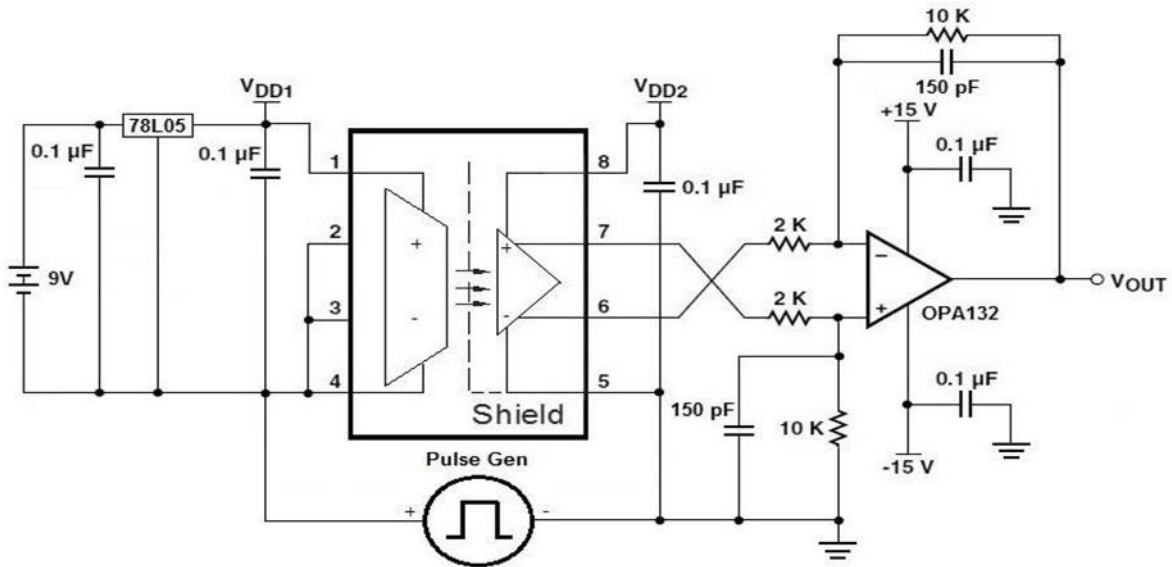 10 K
150 pF
V_DD1
V_DD2
+15 V
78L05
0.1 µF
0.1 µF
0.1 µF
1
8
0.1 µF
2
+
+
7
2 K
−
9V
3
-
-
6
2 K
+
V_OUT
OPA132
4
5
Shield
150 pF
10 K
0.1 µF
-15 V
Pulse Gen
+
-